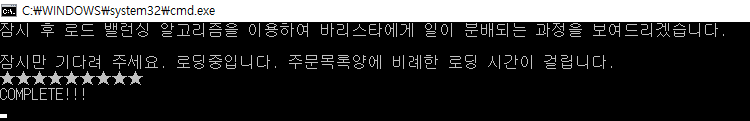 C:₩WINDOWS₩system32₩cmd.exe
잠시 후 로드 밸런싱 알고리즘을 이용하여 바리스타에게 일이 분배되는 과정을 보여드리겠습니다.
잠시만 기다려 주세요. 로딩중입니다. 주문목록양에 비례한 로딩 시간이 걸립니다.
★★★★★★★★★
COMPLETE!!!